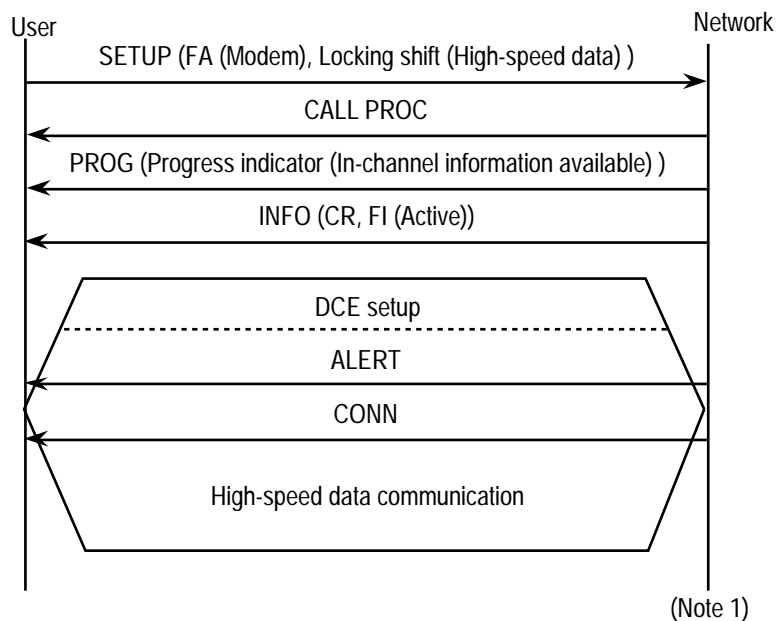 User
Network
SETUP (FA (Modem), Locking shift (High-speed data) )
CALL PROC
PROG (Progress indicator (In-channel information available) )
INFO (CR, FI (Active))
DCE setup
ALERT
CONN
High-speed data communication
(Note 1)